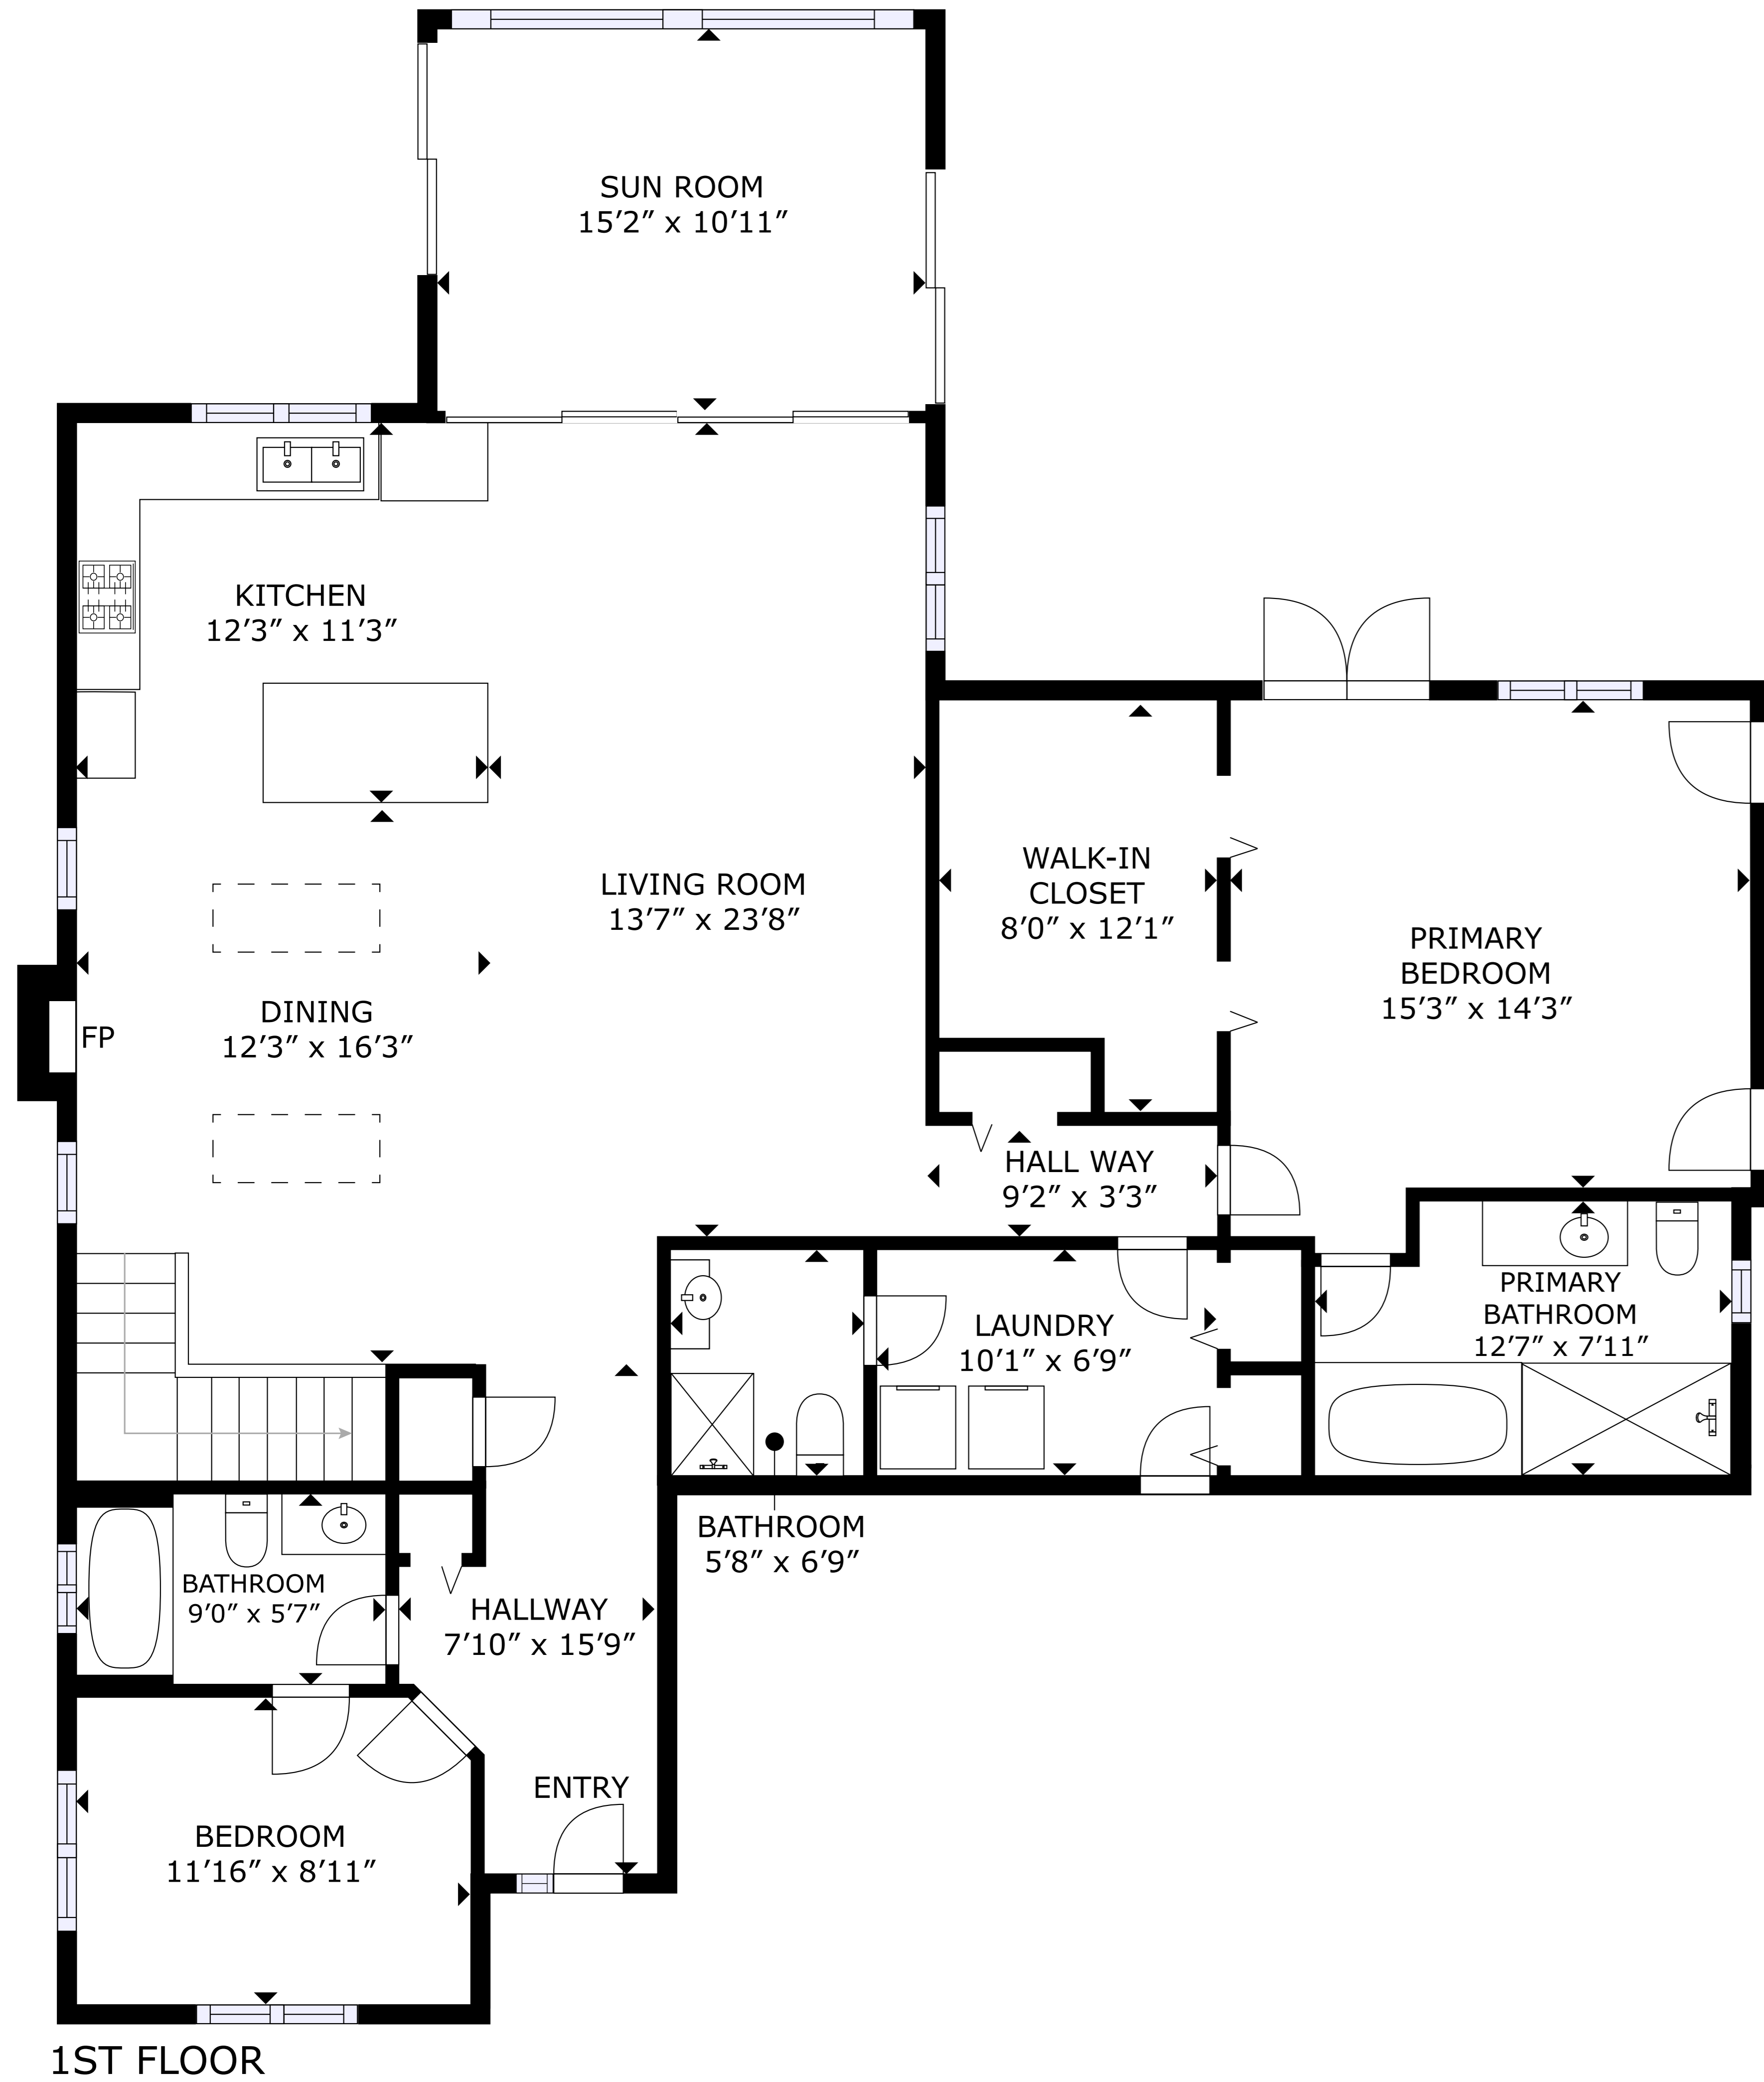 SUN ROOM
15′2″ x 10′11″
KITCHEN
12′3″ x 11′3″
LIVING ROOM
13′7″ x 23′8″
WALK-IN
CLOSET
8′0″ x 12′1″
PRIMARY
BEDROOM
15′3″ x 14′3″
DINING
12′3″ x 16′3″
FP
HALL WAY
9′2″ x 3′3″
PRIMARY
BATHROOM
12′7″ x 7′11″
LAUNDRY
10′1″ x 6′9″
BATHROOM
5′8″ x 6′9″
BATHROOM
9′0″ x 5′7″
HALLWAY
7′10″ x 15′9″
ENTRY
BEDROOM
11′16″ x 8′11″
1ST FLOOR